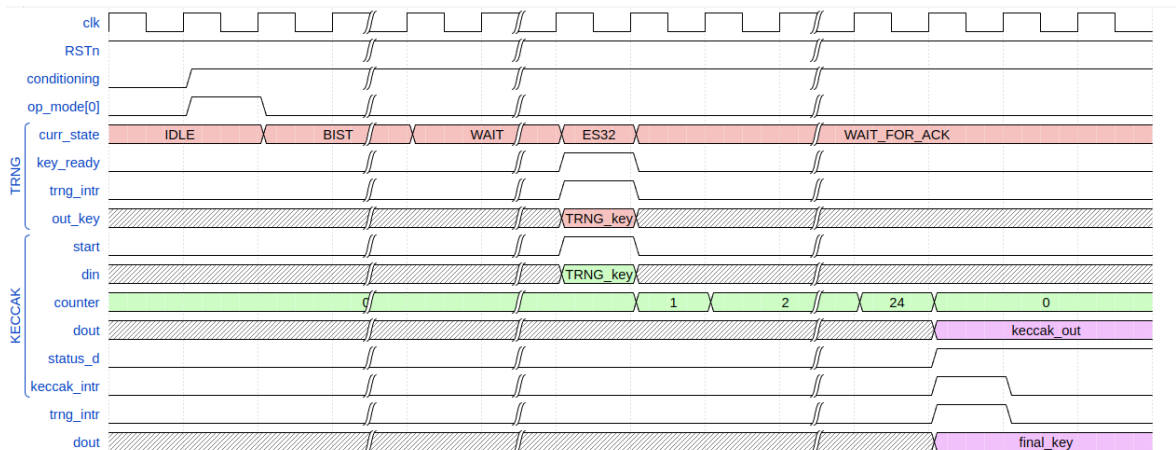 clk
RSTn
conditioning
op_mode[0]
TRNG
curr_state IDLE BIST WAIT ES32 WAIT_FOR_ACK
key_ready
trng_intr
out_key TRNG_key
KECCAK
start
din TRNG_key
counter 0 1 2 24 0
dout keccak_out
status_d
keccak_intr
trng_intr
dout final_key